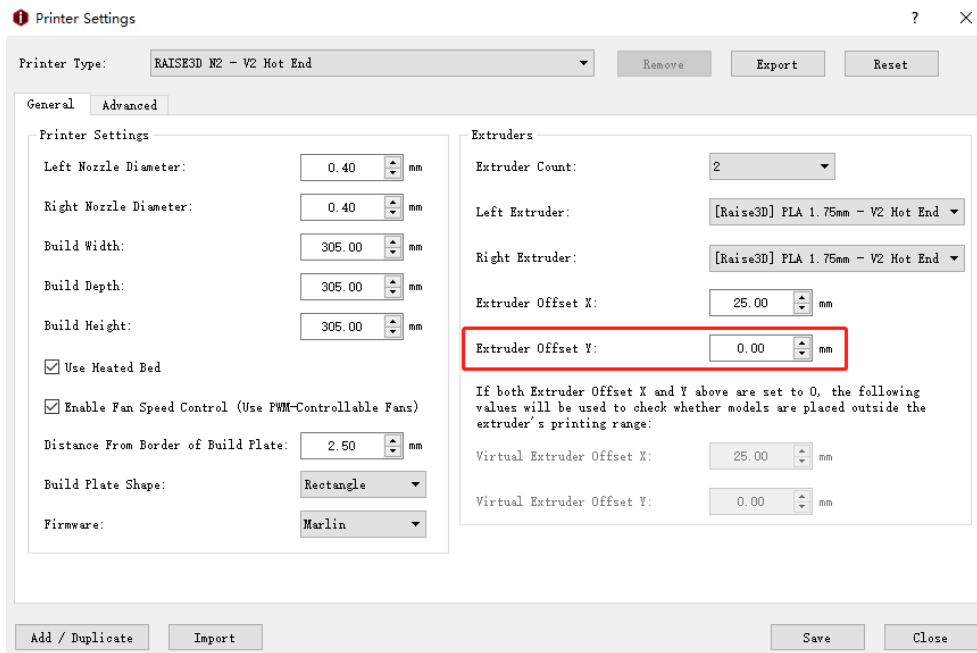 Printer Settings
?
Printer Type: RAISE3D N2 - V2 Hot End Remove Export Reset
General Advanced
Printer Settings
Left Nozzle Diameter: 0.40 mm
Right Nozzle Diameter: 0.40 mm
Build Width: 305.00 mm
Build Depth: 305.00 mm
Build Height: 305.00 mm
Use Heated Bed
Enable Fan Speed Control (Use PWM-Controllable Fans)
Distance From Border of Build Plate: 2.50 mm
Build Plate Shape: Rectangle
Firmware: Marlin
Extruders
Extruder Count: 2
Left Extruder: [Raise3D] PLA 1.75mm - V2 Hot End
Right Extruder: [Raise3D] PLA 1.75mm - V2 Hot End
Extruder Offset X: 25.00 mm
Extruder Offset Y: 0.00 mm
If both Extruder Offset X and Y above are set to 0, the following
values will be used to check whether models are placed outside the
extruder's printing range:
Virtual Extruder Offset X: 25.00 mm
Virtual Extruder Offset Y: 0.00 mm
Add / Duplicate Import Save Close